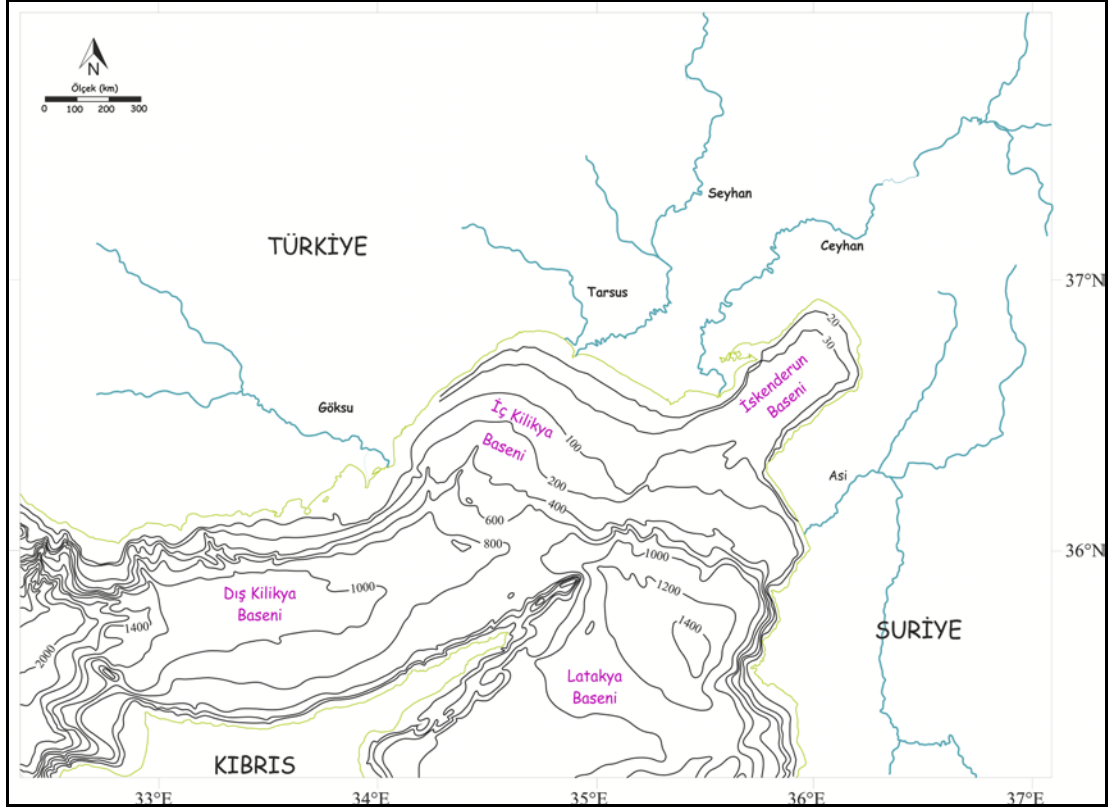 N
Ölçek (km)
0 100 200 300
Seyhan
TÜRKİYE
Ceyhan
37°N
Tarsus
20
30
İskenderun
Baseni
Göksu
İç Kilikya
Baseni
100
Asi
200
400
600
800
36°N
1000
1200
1000
Dış Kilikya
Baseni
1400
1400
SURİYE
2000
Latakya
Baseni
KIBRIS
33°E 34°E 35°E 36°E 37°E